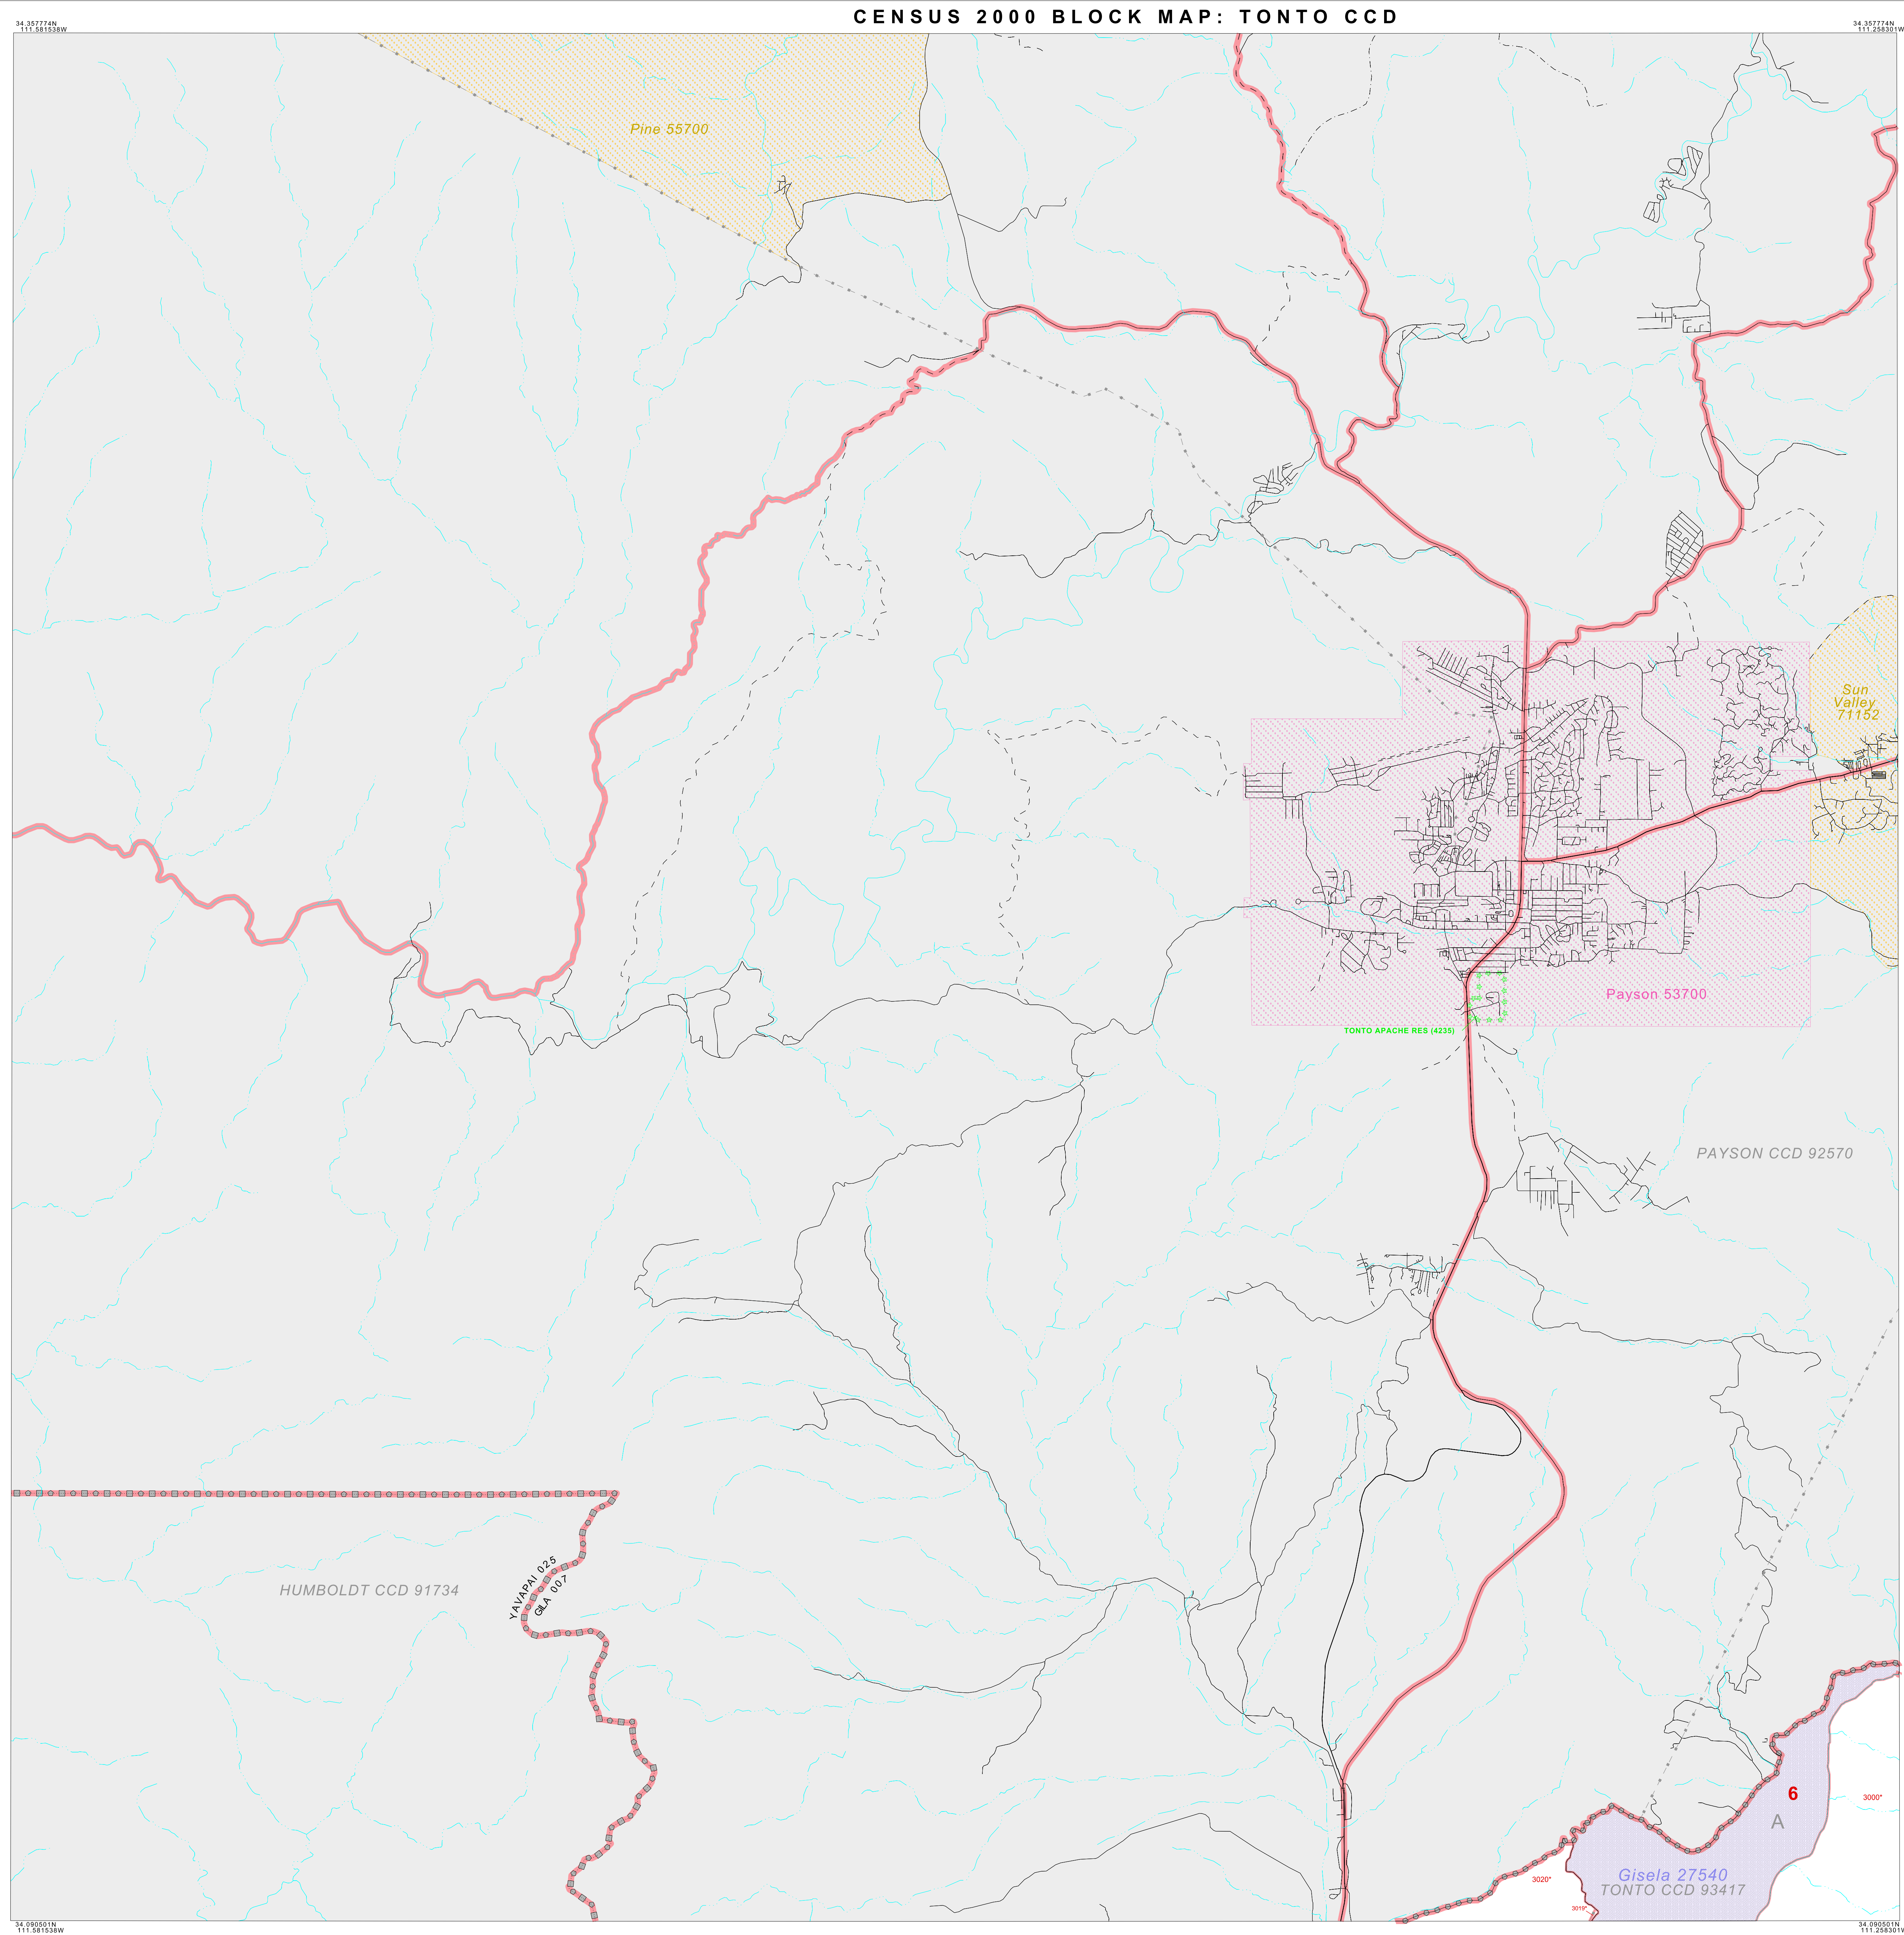 CENSUS 2000 BLOCK MAP: TONTO CCD
34.357774N
111.581538W
34.357774N
111.258301W
Pine 55700
Sun
Valley
71152
Payson 53700
TONTO APACHE RES (4235)
PAYSON CCD 92570
HUMBOLDT CCD 91734
YAVAPAI 025
GILA 007
6
A
3000*
Gisela 27540
TONTO CCD 93417
3020*
3019*
34.090501N
111.581538W
34.090501N
111.258301W